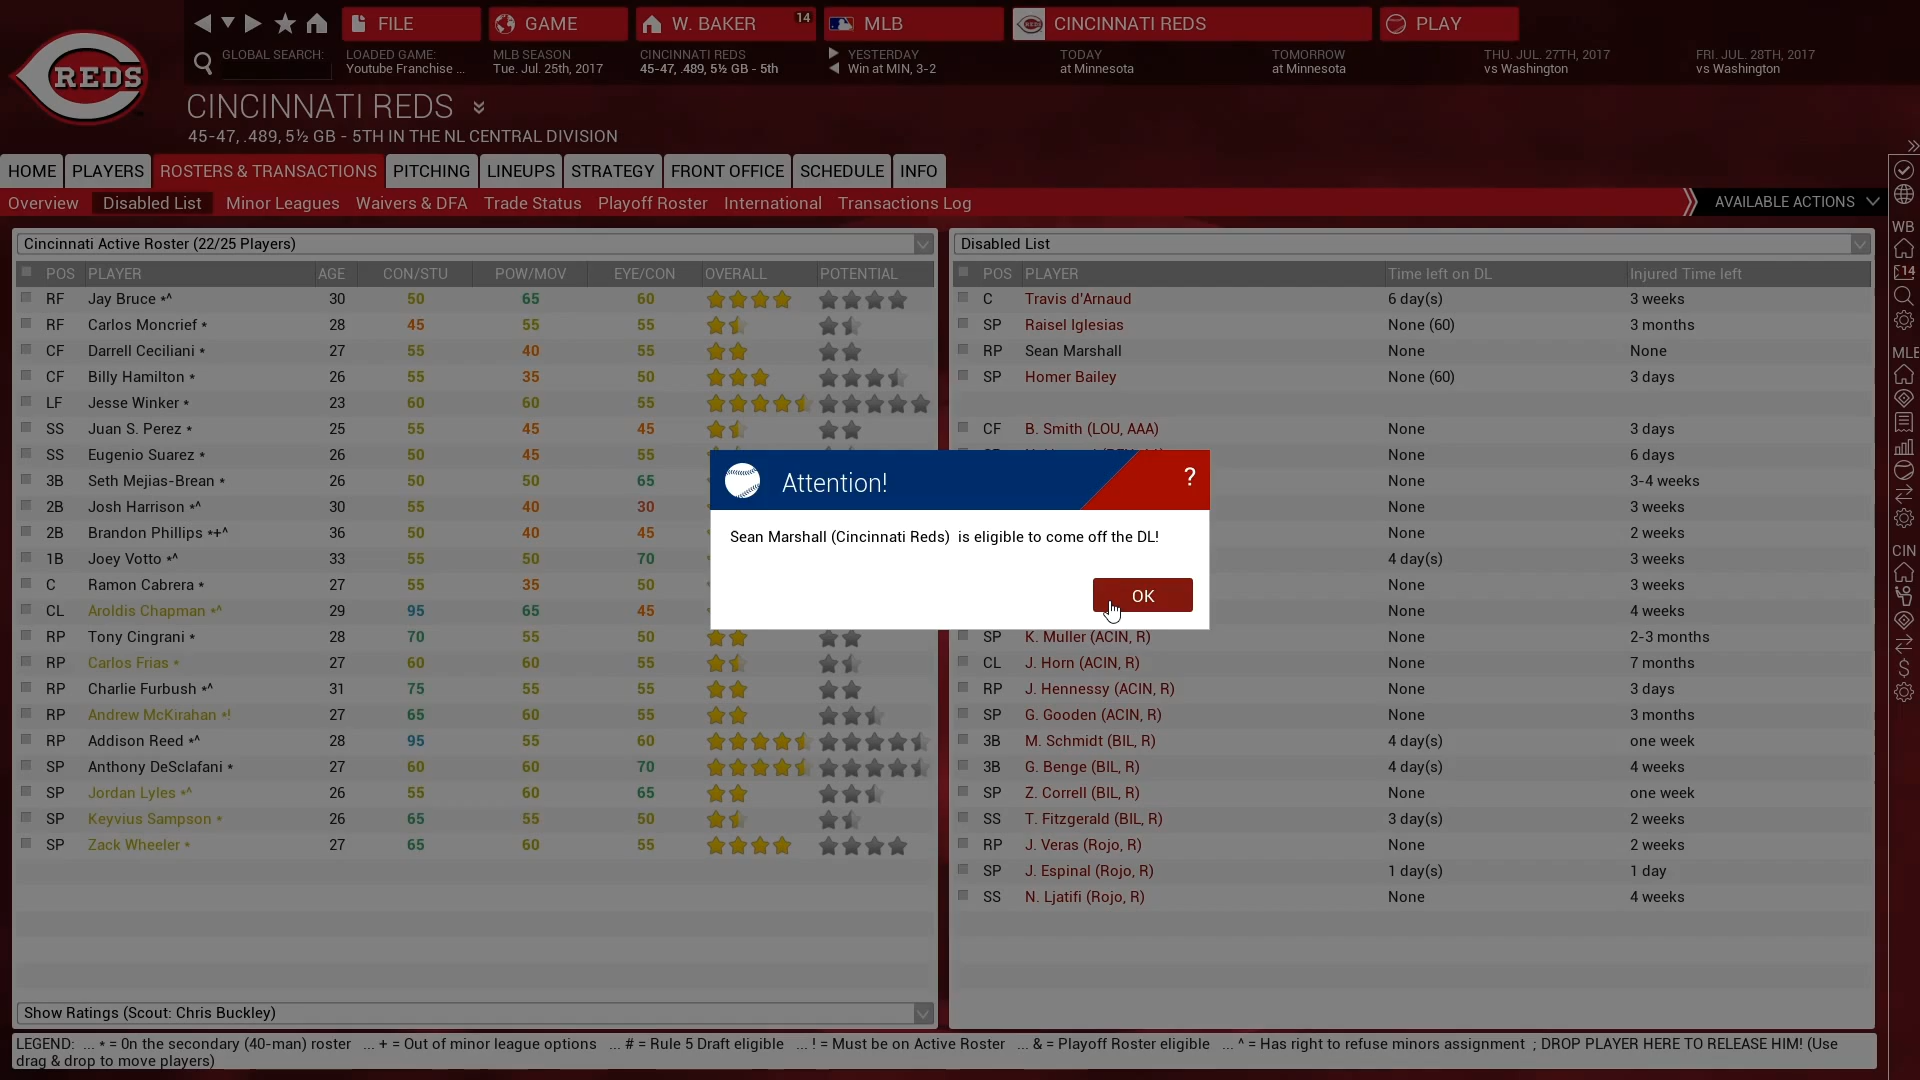 FILE
GAME
W. BAKER
14
MLB
REDS
CINCINNATI REDS
PLAY
GLOBAL SEARCH:
LOADED GAME:
Youtube Franchise ...
MLB SEASON
Tue. Jul. 25th, 2017
CINCINNATI REDS
45-47, .489, 5½ GB - 5th
YESTERDAY
Win at MIN, 3-2
TODAY
at Minnesota
TOMORROW
at Minnesota
THU. JUL. 27TH, 2017
vs Washington
FRI. JUL. 28TH, 2017
vs Washington
REDS
CINCINNATI REDS
45-47, .489, 5½ GB - 5TH IN THE NL CENTRAL DIVISION
HOME PLAYERS ROSTERS & TRANSACTIONS PITCHING LINEUPS STRATEGY FRONT OFFICE SCHEDULE INFO
Overview Disabled List Minor Leagues Waivers & DFA Trade Status Playoff Roster International Transactions Log
AVAILABLE ACTIONS
Cincinnati Active Roster (22/25 Players)
POS PLAYER AGE CON/STU POW/MOV EYE/CON OVERALL POTENTIAL
RF Jay Bruce *^ 30 50 65 60
RF Carlos Moncrief * 28 45 55 55
CF Darrell Ceciliani * 27 55 40 55
CF Billy Hamilton * 26 55 35 50
LF Jesse Winker * 23 60 60 55
SS Juan S. Perez * 25 55 45 45
SS Eugenio Suarez * 26 50 45 55
3B Seth Mejias-Brean * 26 50 50 65
2B Josh Harrison *^ 30 55 40 30
2B Brandon Phillips *+^ 36 50 40 45
1B Joey Votto *^ 33 55 50 70
C Ramon Cabrera * 27 55 35 50
CL Aroldis Chapman *^ 29 95 65 45
RP Tony Cingrani * 28 70 55 50
RP Carlos Frias * 27 60 60 55
RP Charlie Furbush *^ 31 75 55 55
RP Andrew McKirahan *! 27 65 60 55
RP Addison Reed *^ 28 95 55 60
SP Anthony DeSclafani * 27 60 60 70
SP Jordan Lyles *^ 26 55 60 65
SP Keyvius Sampson * 26 65 55 50
SP Zack Wheeler * 27 65 60 55
Show Ratings (Scout: Chris Buckley)
Disabled List
POS PLAYER Time left on DL Injured Time left
C Travis d'Arnaud 6 day(s) 3 weeks
SP Raisel Iglesias None (60) 3 months
RP Sean Marshall None None
SP Homer Bailey None (60) 3 days
CF B. Smith (LOU, AAA) None 3 days
None 6 days
None 3-4 weeks
None 3 weeks
None 2 weeks
4 day(s) 3 weeks
None 3 weeks
None 4 weeks
SP K. Muller (ACIN, R) None 2-3 months
CL J. Horn (ACIN, R) None 7 months
RP J. Hennessy (ACIN, R) None 3 days
SP G. Gooden (ACIN, R) None 3 months
3B M. Schmidt (BIL, R) 4 day(s) one week
3B G. Benge (BIL, R) 4 day(s) 4 weeks
SP Z. Correll (BIL, R) None one week
SS T. Fitzgerald (BIL, R) 3 day(s) 2 weeks
RP J. Veras (Rojo, R) None 2 weeks
SP J. Espinal (Rojo, R) 1 day(s) 1 day
SS N. Ljatifi (Rojo, R) None 4 weeks
Attention!
?
Sean Marshall (Cincinnati Reds) is eligible to come off the DL!
OK
WB
14
MLB
CIN
LEGEND: ... * = On the secondary (40-man) roster ... + = Out of minor league options ... # = Rule 5 Draft eligible ... ! = Must be on Active Roster ... & = Playoff Roster eligible ... ^ = Has right to refuse minors assignment ; DROP PLAYER HERE TO RELEASE HIM! (Use
drag & drop to move players)